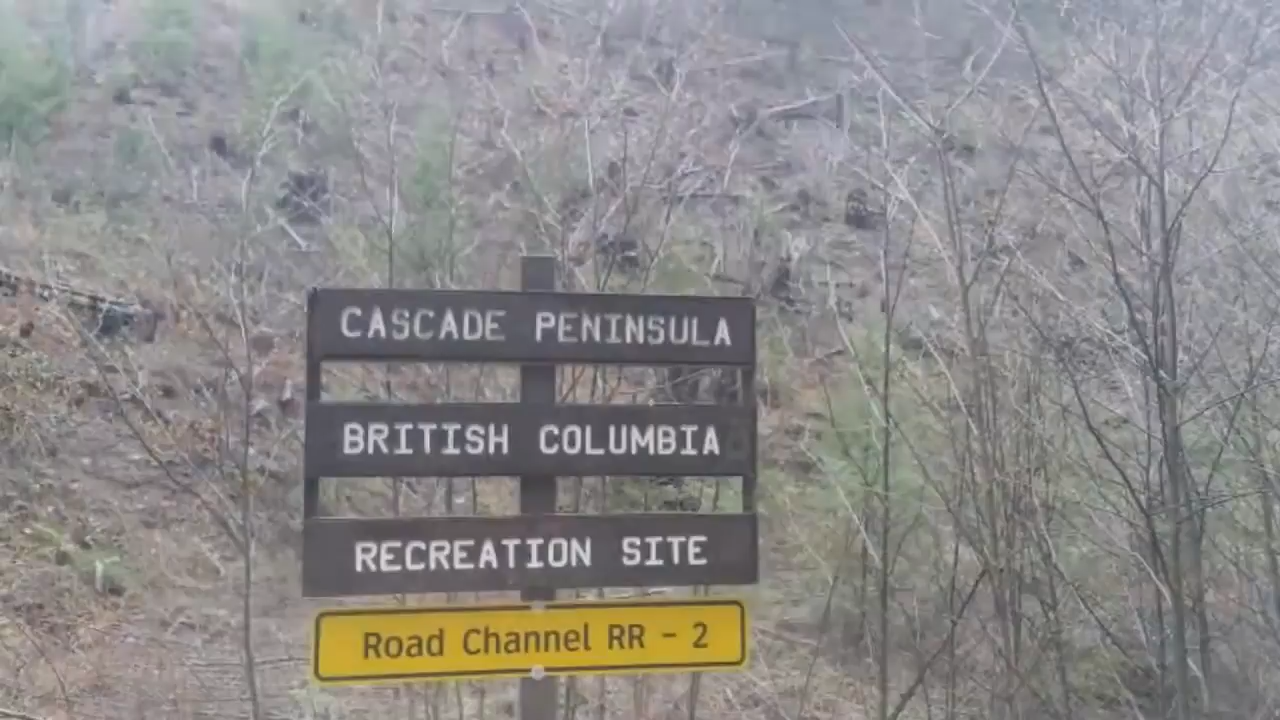 CASCADE PENINSULA
BRITISH COLUMBIA
RECREATION SITE
Road Channel RR - 2